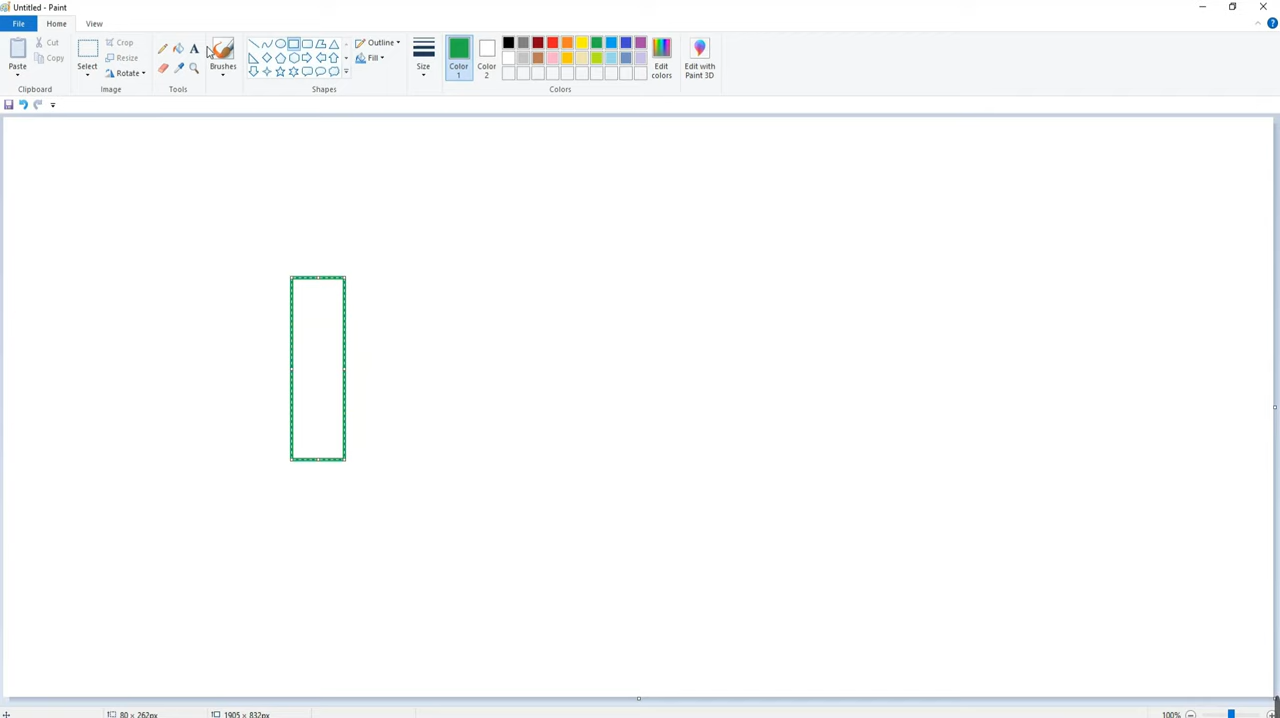 Untitled - Paint
File Home View
Paste
Cut
Copy
Clipboard
Select
Crop
Resize
Rotate
Image
A
Tools
Brushes
Outline
Fill
Shapes
Size
Color 1
Color 2
Edit colors
Colors
Edit with Paint 3D
80 × 262px
1905 × 832px
100%